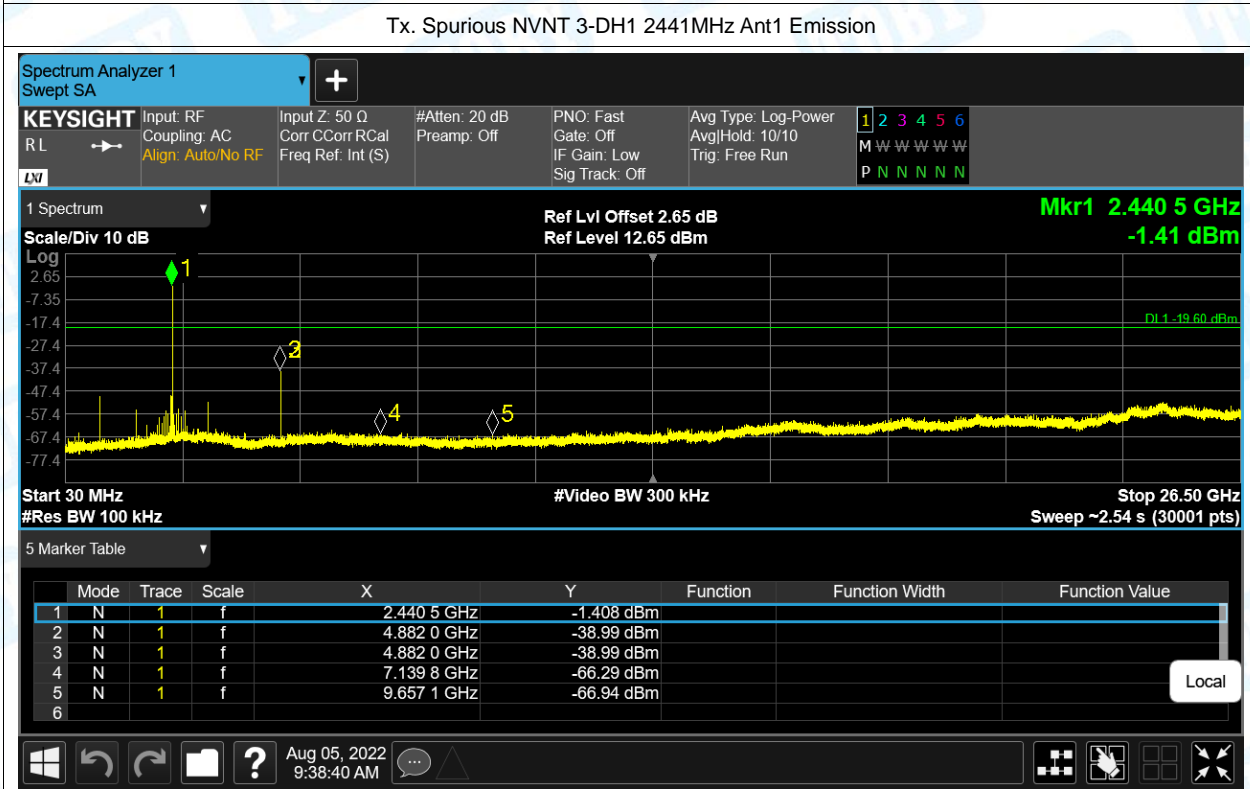 Tx. Spurious NVNT 3-DH1 2441MHz Ant1 Emission
Spectrum Analyzer 1
Swept SA
KEYSIGHT
RL
LXI
Input: RF
Coupling: AC
Align: Auto/No RF
Input Z: 50 Ω
Corr CCorr RCal
Freq Ref: Int (S)
#Atten: 20 dB
Preamp: Off
PNO: Fast
Gate: Off
IF Gain: Low
Sig Track: Off
Avg Type: Log-Power
Avg|Hold: 10/10
Trig: Free Run
1 2 3 4 5 6
M W W W W W
P N N N N N
1 Spectrum
Scale/Div 10 dB
Ref Lvl Offset 2.65 dB
Ref Level 12.65 dBm
Mkr1 2.440 5 GHz
-1.41 dBm
Log
2.65
-7.35
-17.4
-27.4
-37.4
-47.4
-57.4
-67.4
-77.4
1
3
4
5
DL1 -19.60 dBm
Start 30 MHz
#Video BW 300 kHz
Stop 26.50 GHz
#Res BW 100 kHz
Sweep ~2.54 s (30001 pts)
5 Marker Table
Mode Trace Scale X Y Function Function Width Function Value
1 N 1 f 2.440 5 GHz -1.408 dBm
2 N 1 f 4.882 0 GHz -38.99 dBm
3 N 1 f 4.882 0 GHz -38.99 dBm
4 N 1 f 7.139 8 GHz -66.29 dBm
5 N 1 f 9.657 1 GHz -66.94 dBm
6
Local
?
Aug 05, 2022
9:38:40 AM